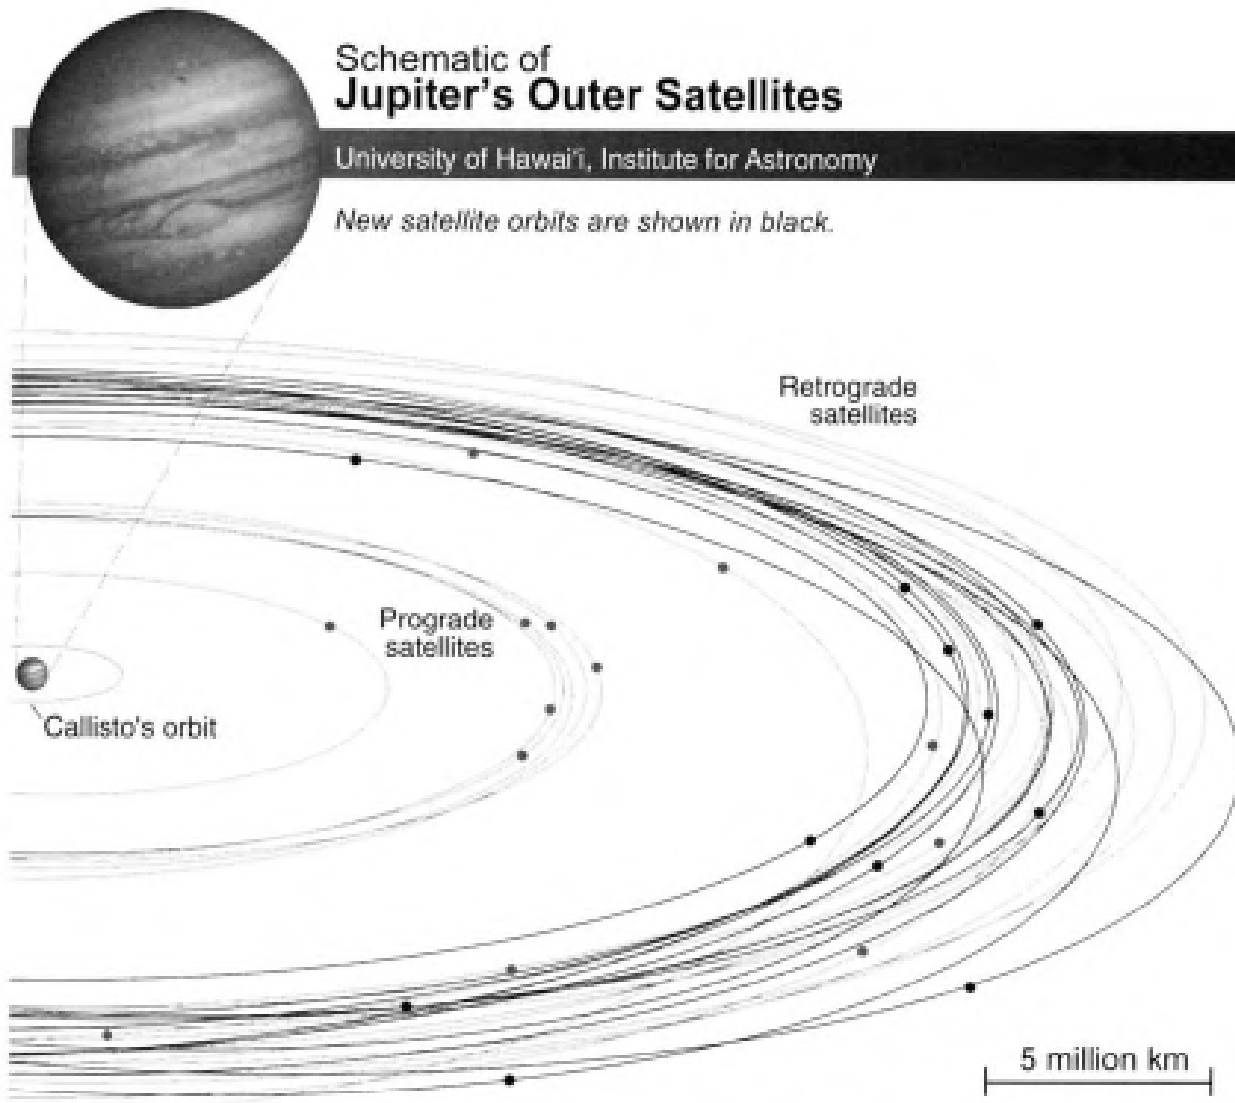 Schematic of
Jupiter's Outer Satellites
University of Hawai'i, Institute for Astronomy
New satellite orbits are shown in black.
Retrograde
satellites
Prograde
satellites
Callisto's orbit
5 million km